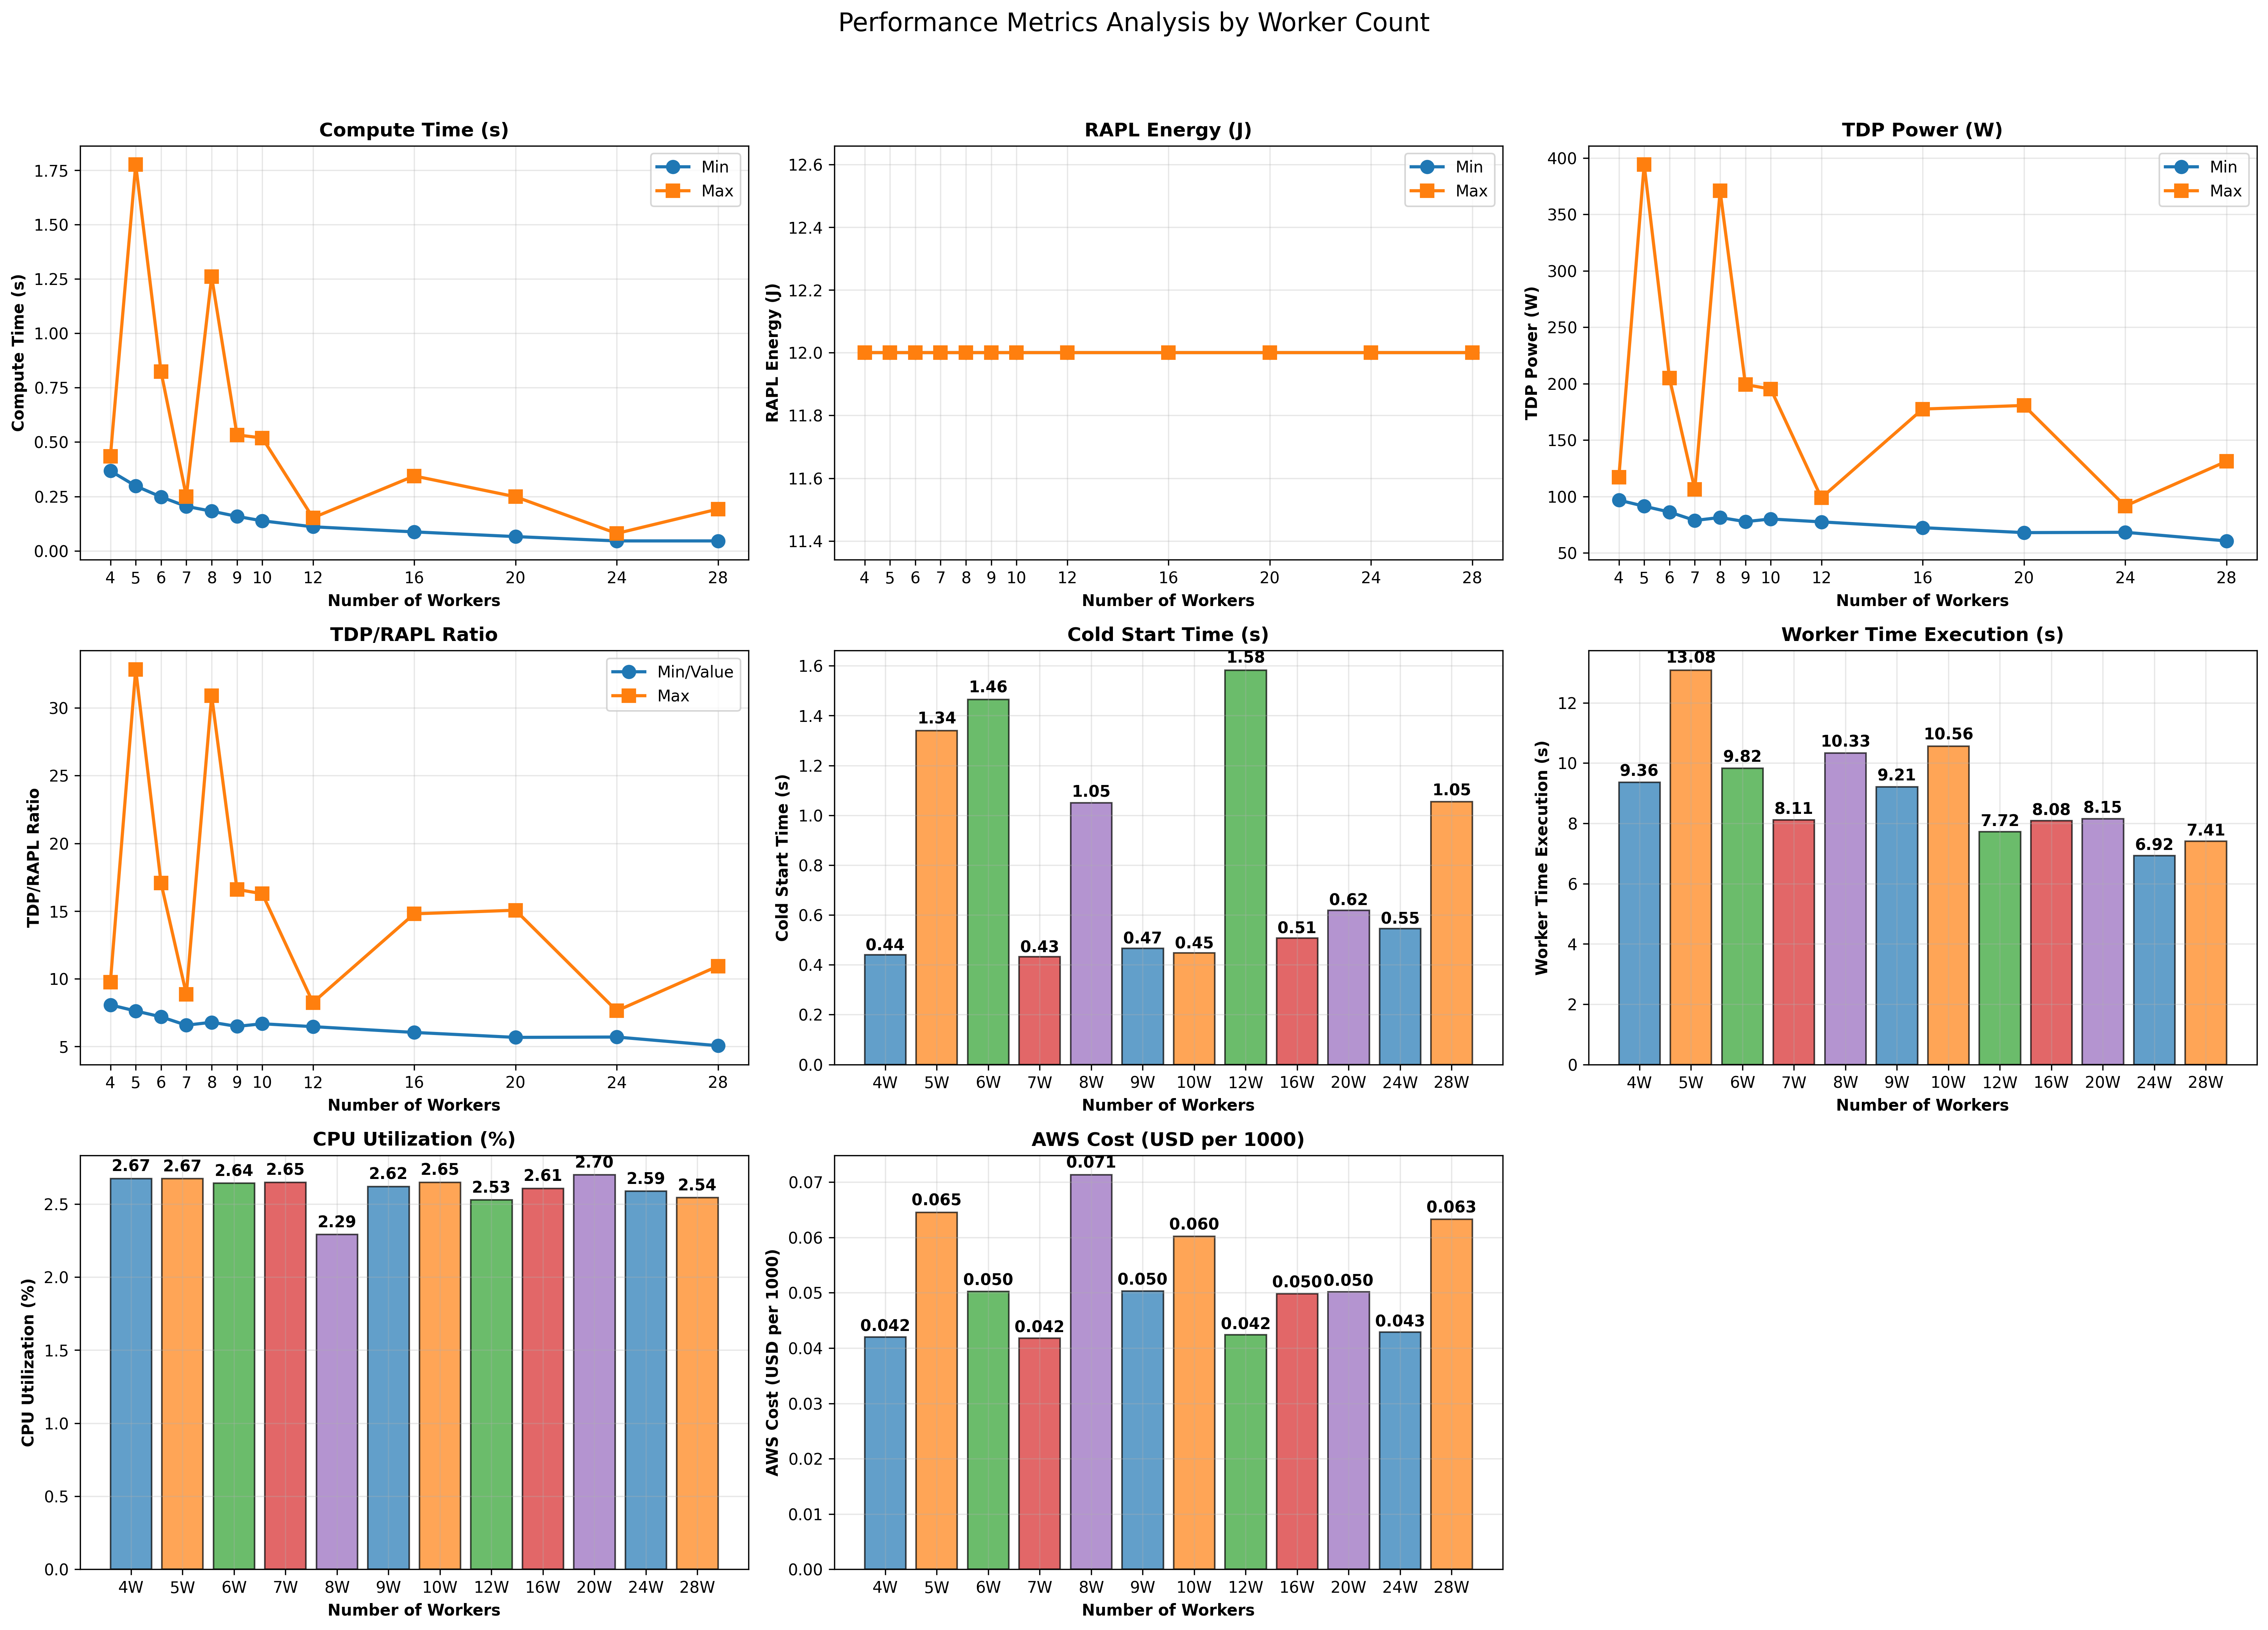 Performance Metrics Analysis by Worker Count
Compute Time (s)
Compute Time (s)
1.75
1.50
1.25
1.00
0.75
0.50
0.25
0.00
Min
Max
4 5 6 7 8 9 10 12 16 20 24 28
Number of Workers
RAPL Energy (J)
RAPL Energy (J)
12.6
12.4
12.2
12.0
11.8
11.6
11.4
Min
Max
4 5 6 7 8 9 10 12 16 20 24 28
Number of Workers
TDP Power (W)
TDP Power (W)
400
350
300
250
200
150
100
50
Min
Max
4 5 6 7 8 9 10 12 16 20 24 28
Number of Workers
TDP/RAPL Ratio
TDP/RAPL Ratio
30
25
20
15
10
5
Min/Value
Max
4 5 6 7 8 9 10 12 16 20 24 28
Number of Workers
Cold Start Time (s)
Cold Start Time (s)
1.6
1.4
1.2
1.0
0.8
0.6
0.4
0.2
0.0
0.44 1.34 1.46 0.43 1.05 0.47 0.45 1.58 0.51 0.62 0.55 1.05
4W 5W 6W 7W 8W 9W 10W 12W 16W 20W 24W 28W
Number of Workers
Worker Time Execution (s)
Worker Time Execution (s)
12
10
8
6
4
2
0
9.36 13.08 9.82 8.11 10.33 9.21 10.56 7.72 8.08 8.15 6.92 7.41
4W 5W 6W 7W 8W 9W 10W 12W 16W 20W 24W 28W
Number of Workers
CPU Utilization (%)
CPU Utilization (%)
2.5
2.0
1.5
1.0
0.5
0.0
2.67 2.67 2.64 2.65 2.29 2.62 2.65 2.53 2.61 2.70 2.59 2.54
4W 5W 6W 7W 8W 9W 10W 12W 16W 20W 24W 28W
Number of Workers
AWS Cost (USD per 1000)
AWS Cost (USD per 1000)
0.07
0.06
0.05
0.04
0.03
0.02
0.01
0.00
0.042 0.065 0.050 0.042 0.071 0.050 0.060 0.042 0.050 0.050 0.043 0.063
4W 5W 6W 7W 8W 9W 10W 12W 16W 20W 24W 28W
Number of Workers